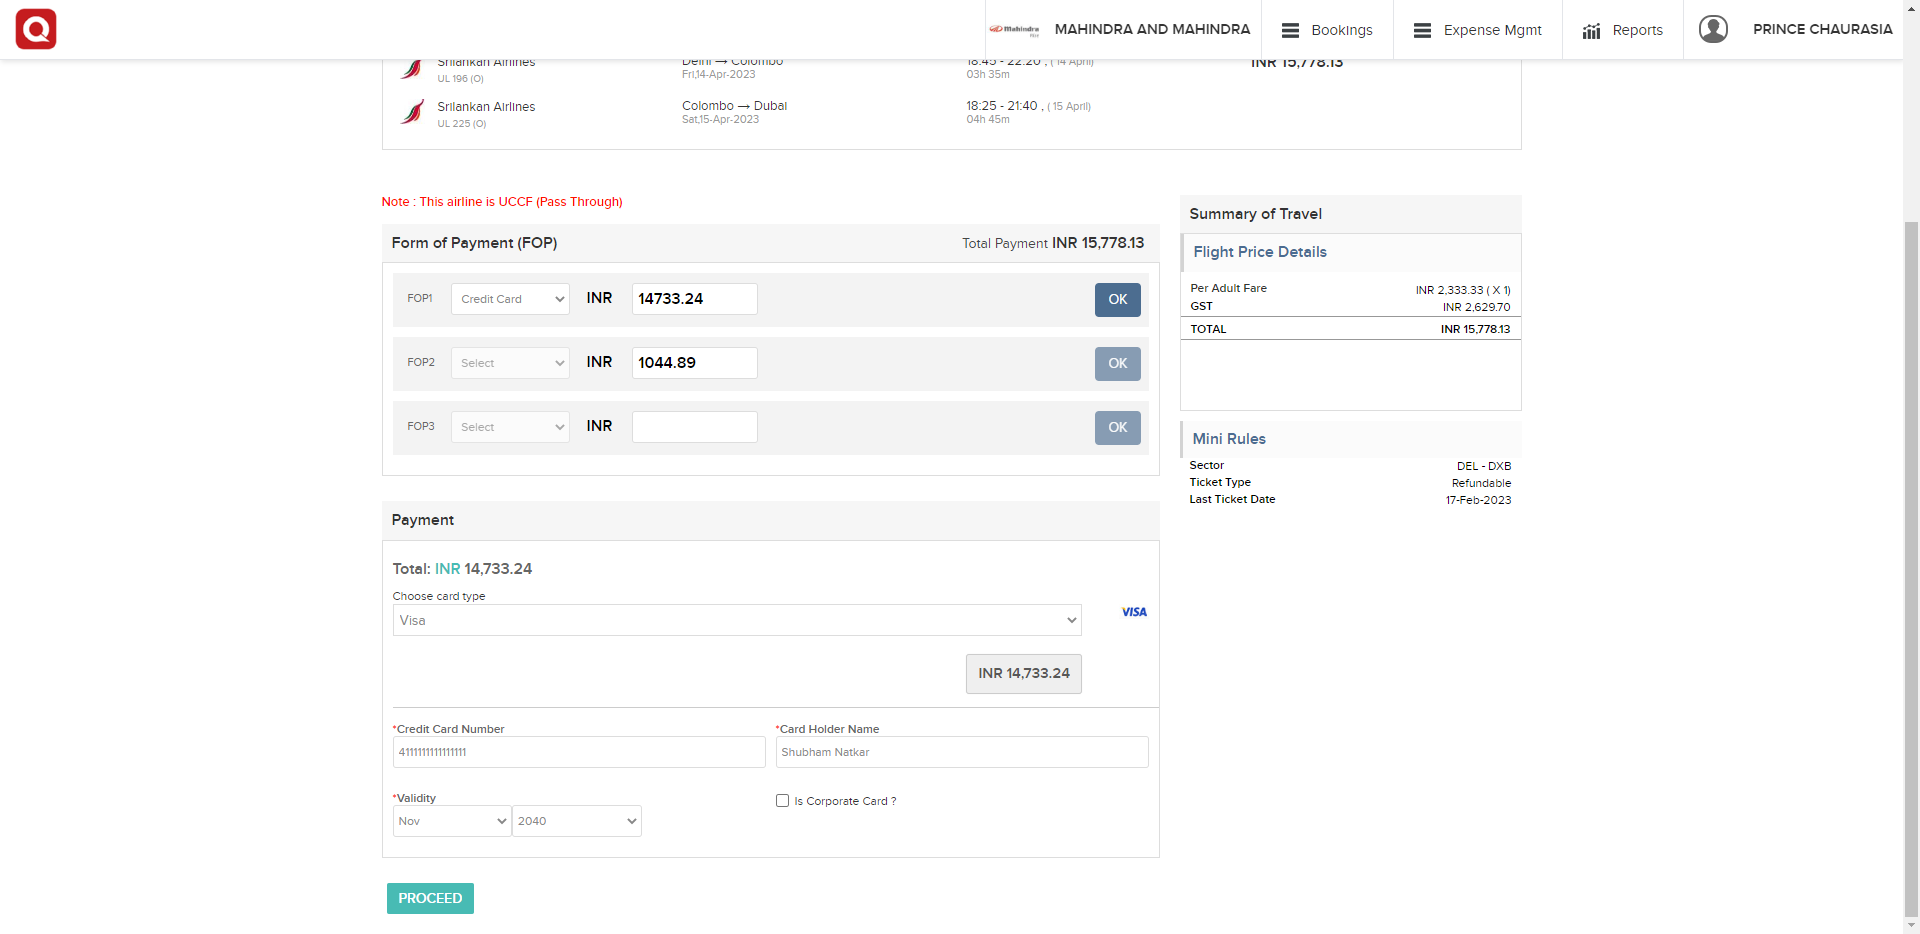 Mahindra
MAHINDRA AND MAHINDRA
Bookings
Expense Mgmt
Reports
PRINCE CHAURASIA
Srilankan Airlines
Delhi → Colombo
18:45 - 22:20 , ( 14 April)
INR 15,778.13
UL 196 (O)
Fri,14-Apr-2023
03h 35m
Srilankan Airlines
Colombo → Dubai
18:25 - 21:40 , ( 15 April)
UL 225 (O)
Sat,15-Apr-2023
04h 45m
Note : This airline is UCCF (Pass Through)
Form of Payment (FOP)
Total Payment INR 15,778.13
FOP1
Credit Card
INR
14733.24
OK
FOP2
Select
INR
1044.89
OK
FOP3
Select
INR
OK
Payment
Total: INR 14,733.24
Choose card type
Visa
VISA
INR 14,733.24
*Credit Card Number
*Card Holder Name
4111111111111111
Shubham Natkar
*Validity
Nov
2040
Is Corporate Card ?
PROCEED
Summary of Travel
Flight Price Details
Per Adult Fare
INR 2,333.33 ( X 1)
GST
INR 2,629.70
TOTAL
INR 15,778.13
Mini Rules
Sector
DEL - DXB
Ticket Type
Refundable
Last Ticket Date
17-Feb-2023